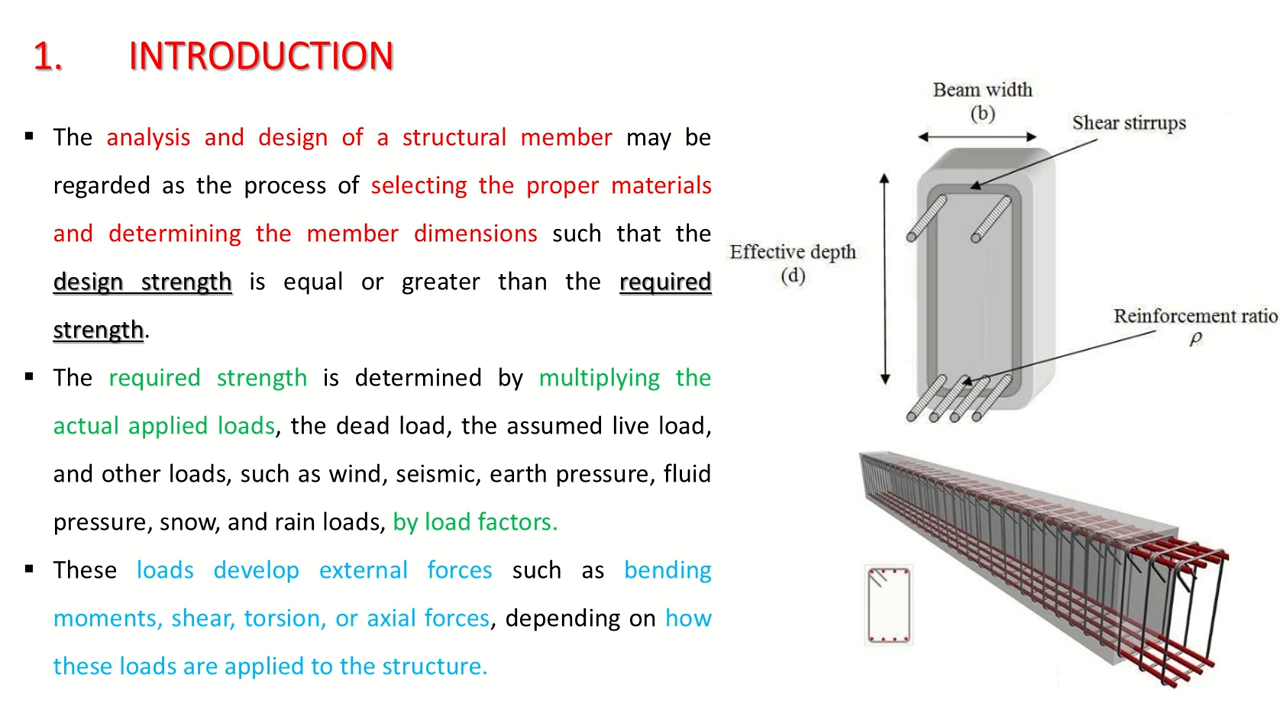 1. INTRODUCTION
▪ The analysis and design of a structural member may be
regarded as the process of selecting the proper materials
and determining the member dimensions such that the
design strength is equal or greater than the required
strength.
▪ The required strength is determined by multiplying the
actual applied loads, the dead load, the assumed live load,
and other loads, such as wind, seismic, earth pressure, fluid
pressure, snow, and rain loads, by load factors.
▪ These loads develop external forces such as bending
moments, shear, torsion, or axial forces, depending on how
these loads are applied to the structure.
Beam width
(b)
Shear stirrups
Effective depth
(d)
Reinforcement ratio
ρ